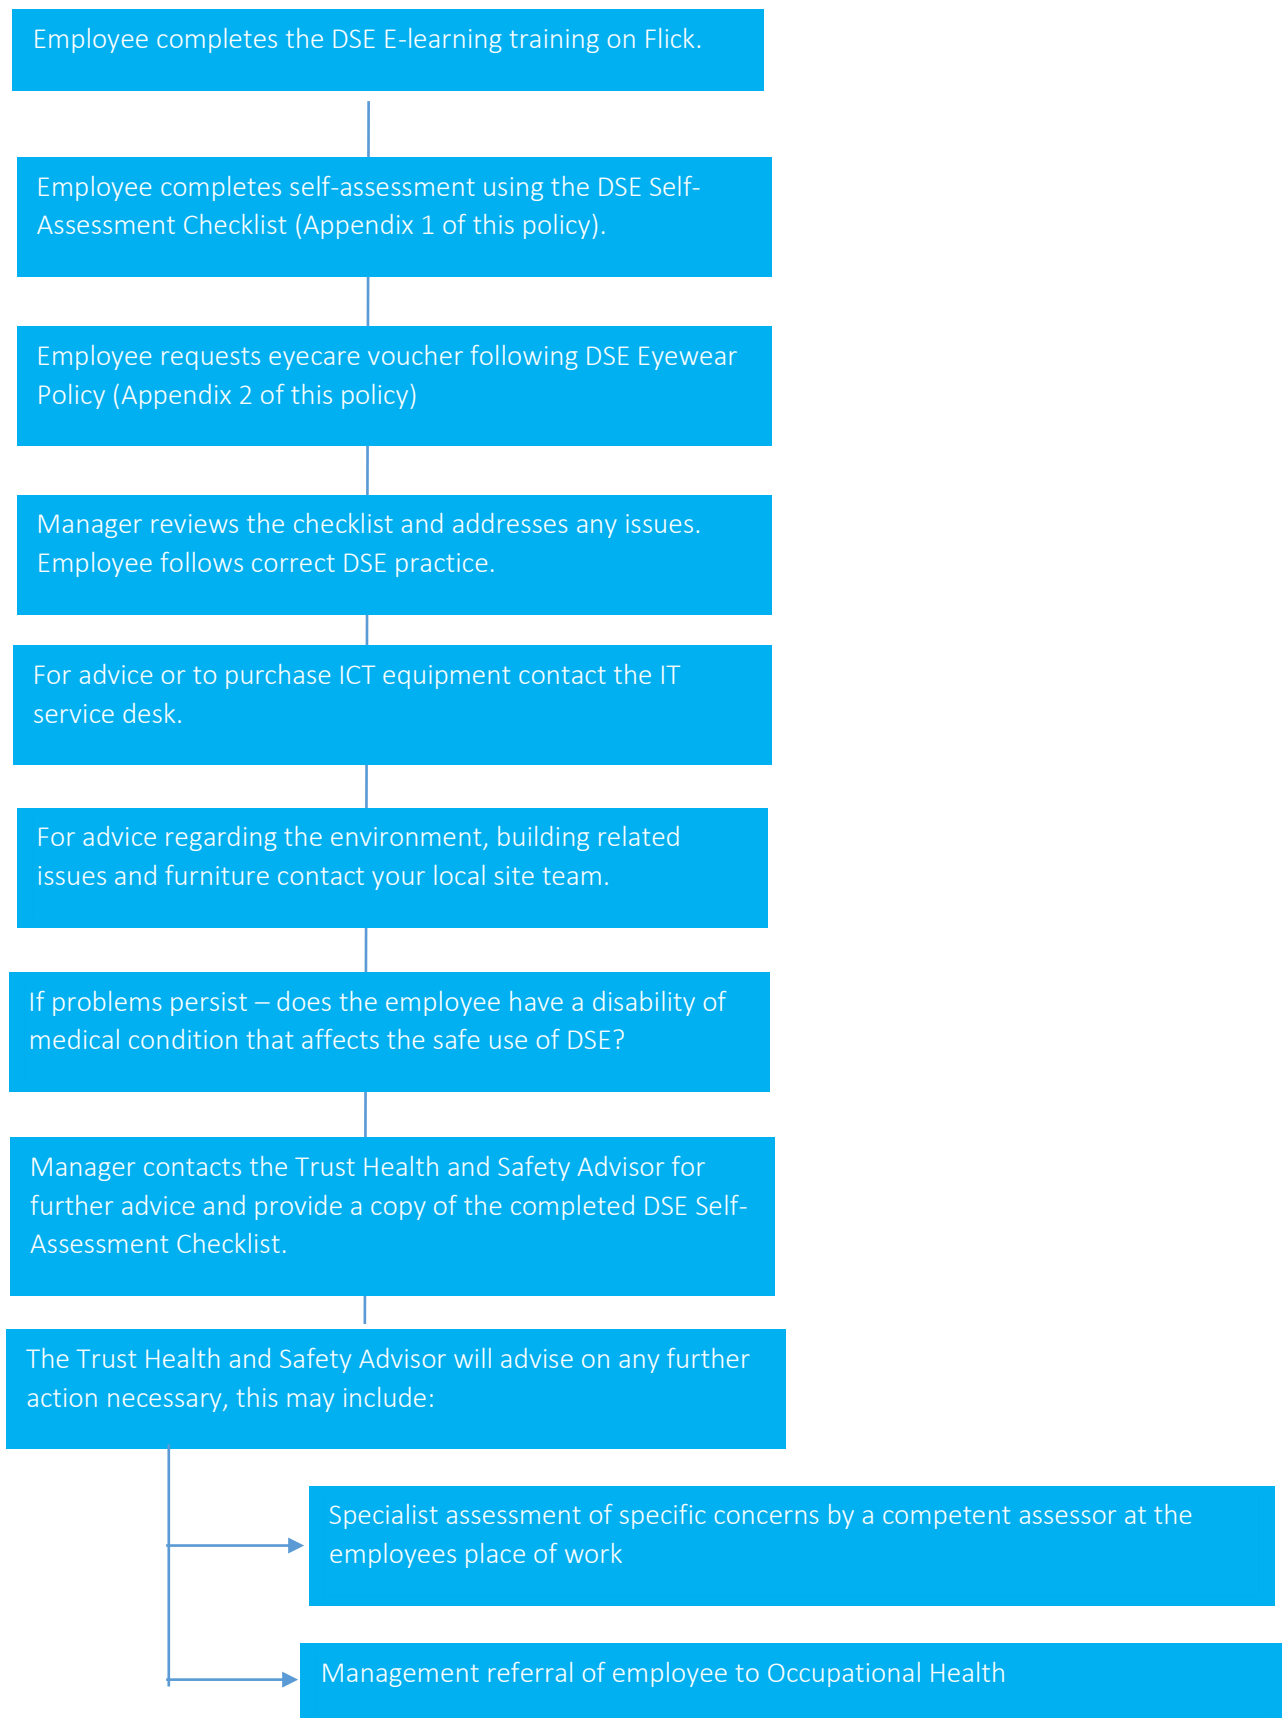 Employee completes the DSE E-learning training on Flick.
Employee completes self-assessment using the DSE Self-
Assessment Checklist (Appendix 1 of this policy).
Employee requests eyecare voucher following DSE Eyewear
Policy (Appendix 2 of this policy)
Manager reviews the checklist and addresses any issues.
Employee follows correct DSE practice.
For advice or to purchase ICT equipment contact the IT
service desk.
For advice regarding the environment, building related
issues and furniture contact your local site team.
If problems persist – does the employee have a disability of
medical condition that affects the safe use of DSE?
Manager contacts the Trust Health and Safety Advisor for
further advice and provide a copy of the completed DSE Self-
Assessment Checklist.
The Trust Health and Safety Advisor will advise on any further
action necessary, this may include:
Specialist assessment of specific concerns by a competent assessor at the
employees place of work
Management referral of employee to Occupational Health